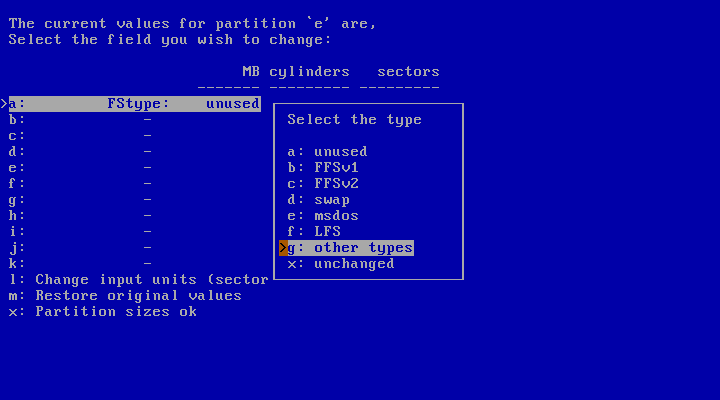 The current values for partition `e' are,
Select the field you wish to change:
MB cylinders sectors
------- --------- ---------
>a: FStype: unused
b: -
c: -
d: -
e: -
f: -
g: -
h: -
i: -
j: -
k: -
l: Change input units (sector
m: Restore original values
x: Partition sizes ok
Select the type
a: unused
b: FFSv1
c: FFSv2
d: swap
e: msdos
f: LFS
>g: other types
x: unchanged